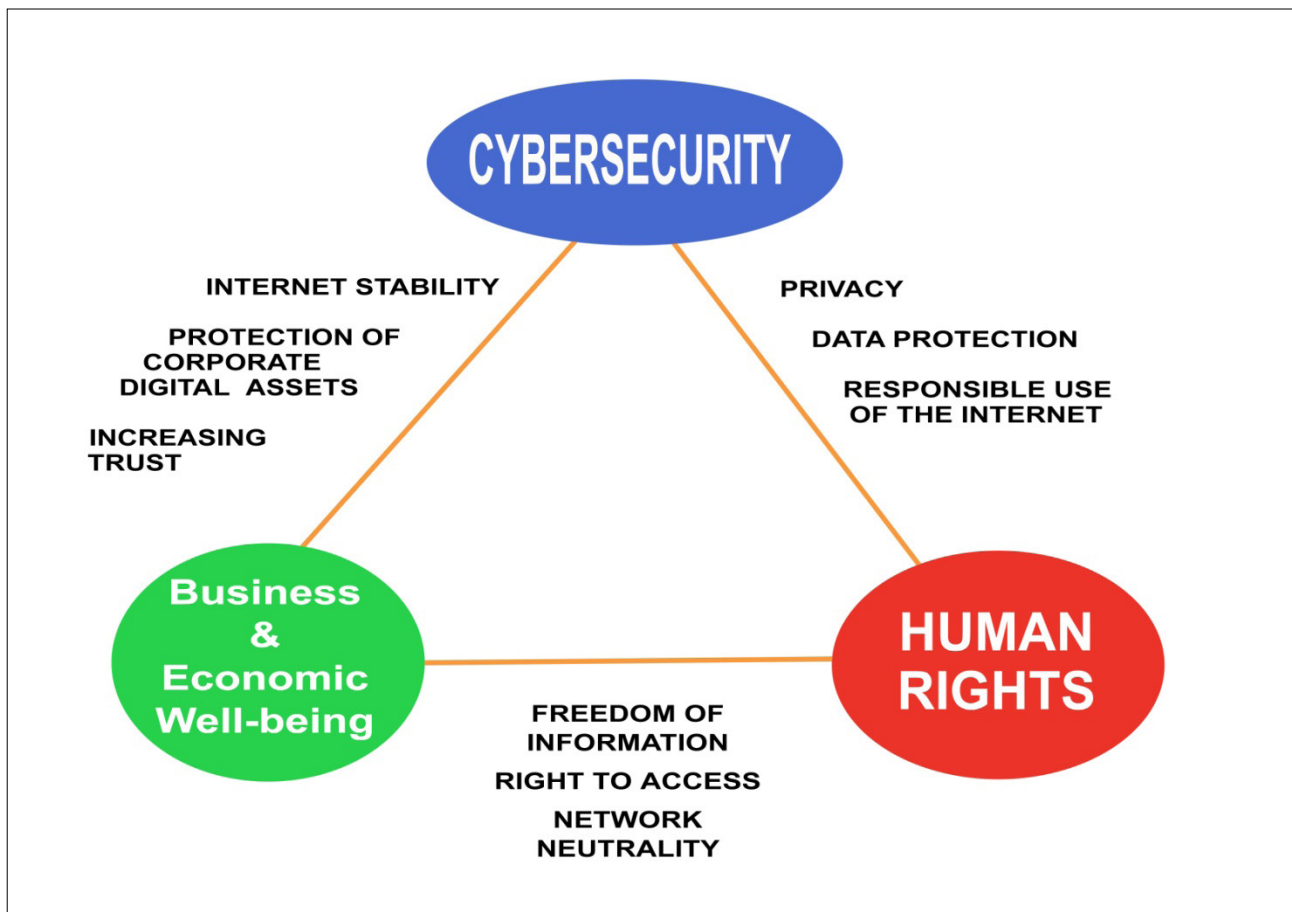 CYBERSECURITY
INTERNET STABILITY
PROTECTION OF
CORPORATE
DIGITAL ASSETS
INCREASING
TRUST
PRIVACY
DATA PROTECTION
RESPONSIBLE USE
OF THE INTERNET
Business
&
Economic
Well-being
HUMAN
RIGHTS
FREEDOM OF
INFORMATION
RIGHT TO ACCESS
NETWORK
NEUTRALITY